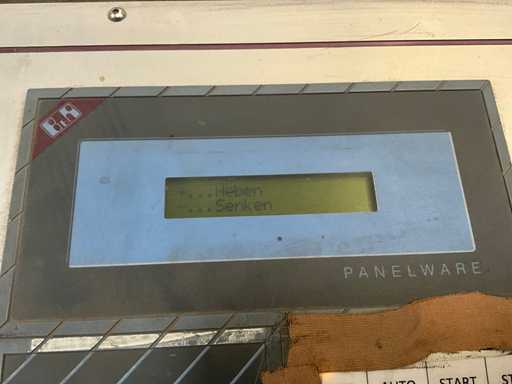 +...Heben
-...Senken
PANELWARE
AUTO START